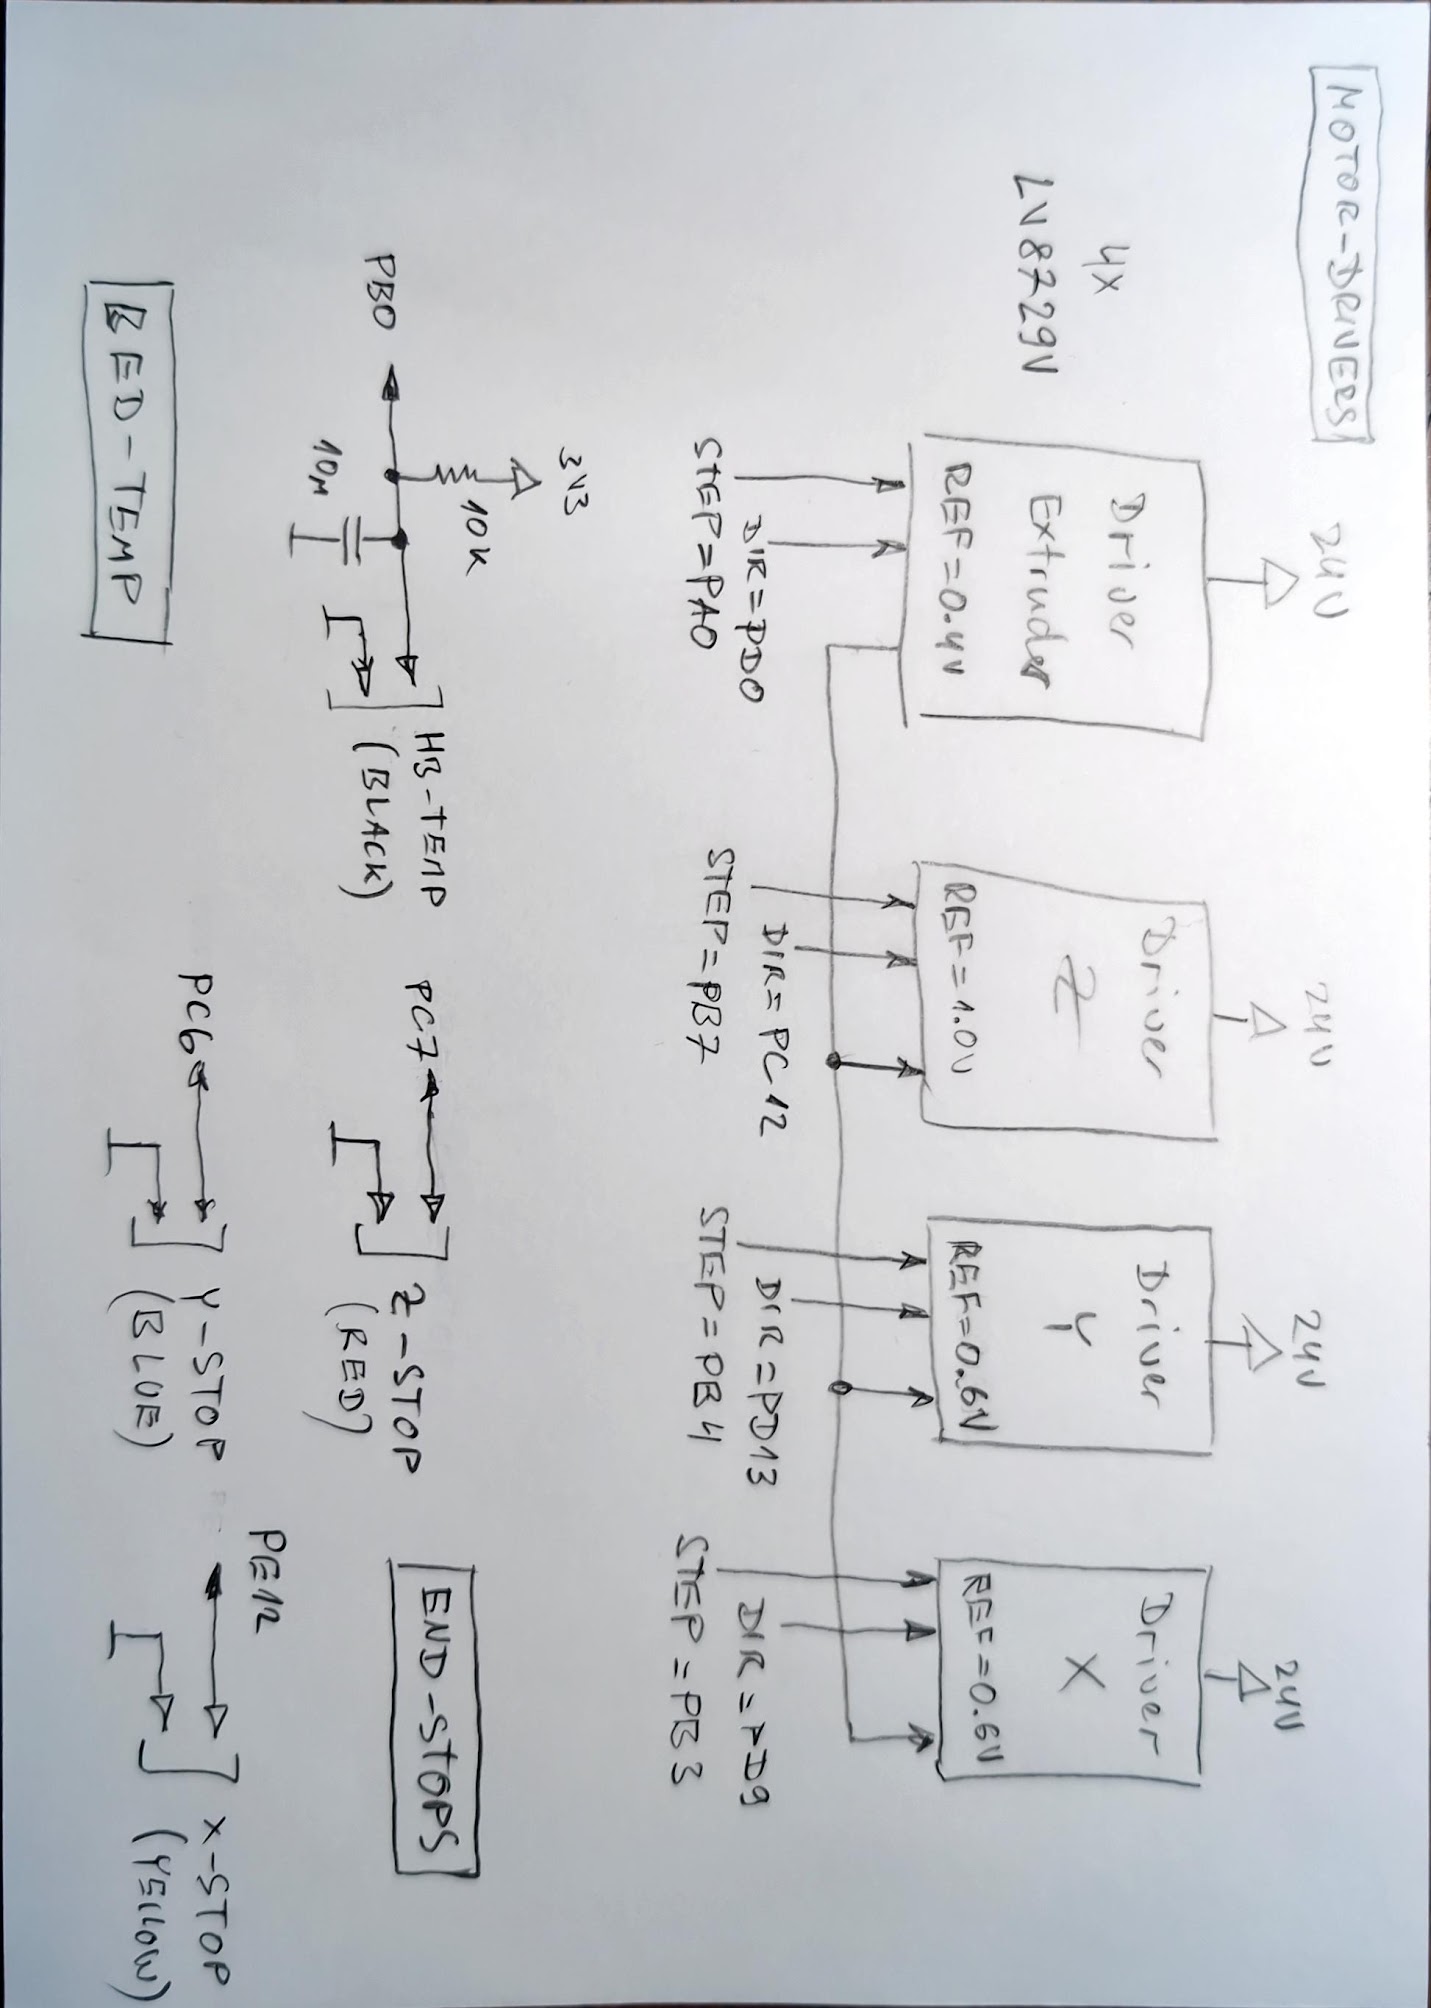 MOTOR-DRIVERS
4X
LV8729V
24V
Driver
Extruder
REF=0.4V
DIR=PD0
STEP=PA0
24V
Driver
Z
REF=1.0V
DIR=PC12
STEP=PB7
24V
Driver
Y
REF=0.6V
DIR=PD13
STEP=PB4
24V
Driver
X
REF=0.6V
DIR=PD9
STEP=PB3
3V3
10K
PB0
10µ
HB-TEMP
(BLACK)
BED-TEMP
PC7
Z-STOP
(RED)
PC6
Y-STOP
(BLUE)
END-STOPS
PE12
X-STOP
(YELLOW)